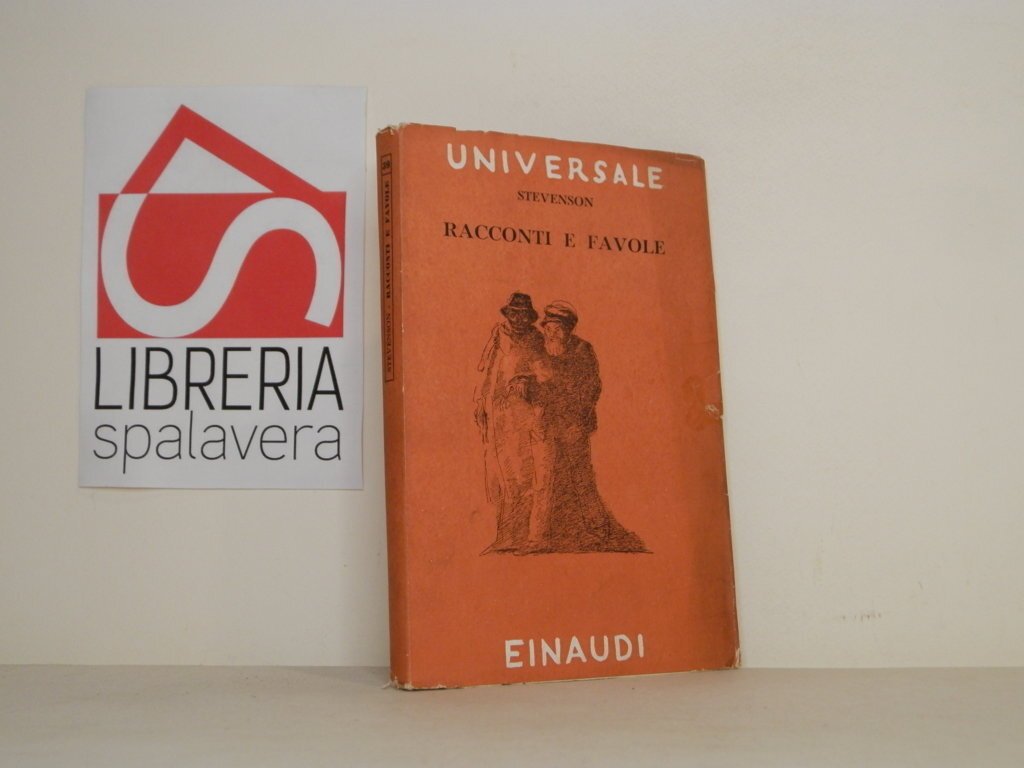 LIBRERIA
spalavera
STEVENSON - RACCONTI E FAVOLE
UNIVERSALE
STEVENSON
RACCONTI E FAVOLE
EINAUDI